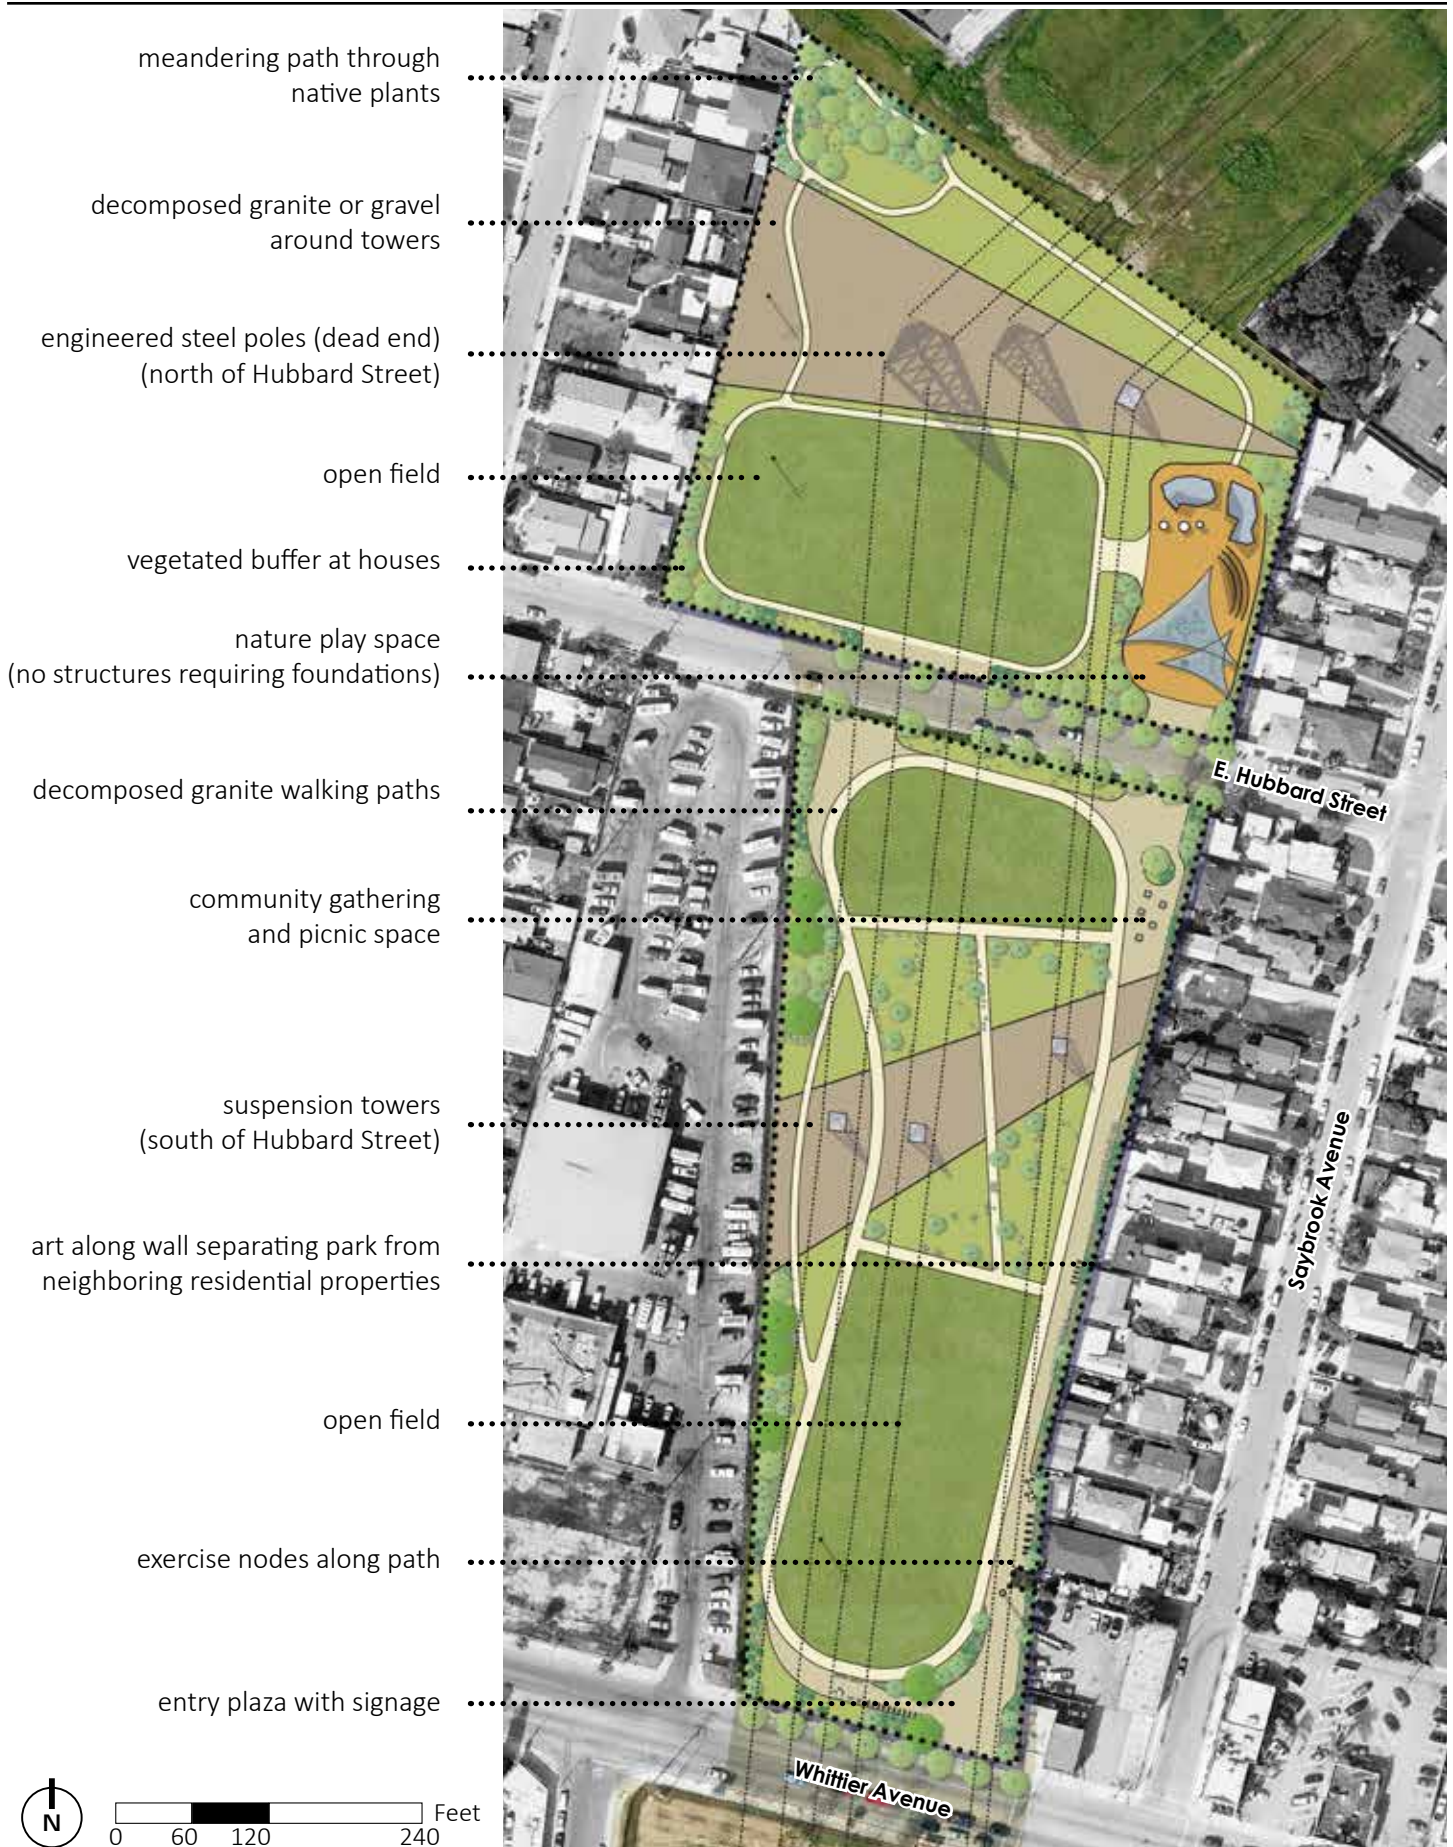 meandering path through
native plants
decomposed granite or gravel
around towers
engineered steel poles (dead end)
(north of Hubbard Street)
open field
vegetated buffer at houses
nature play space
(no structures requiring foundations)
E. Hubbard Street
decomposed granite walking paths
community gathering
and picnic space
suspension towers
(south of Hubbard Street)
Saybrook Avenue
art along wall separating park from
neighboring residential properties
open field
exercise nodes along path
entry plaza with signage
Whittier Avenue
N
Feet
0 60 120 240